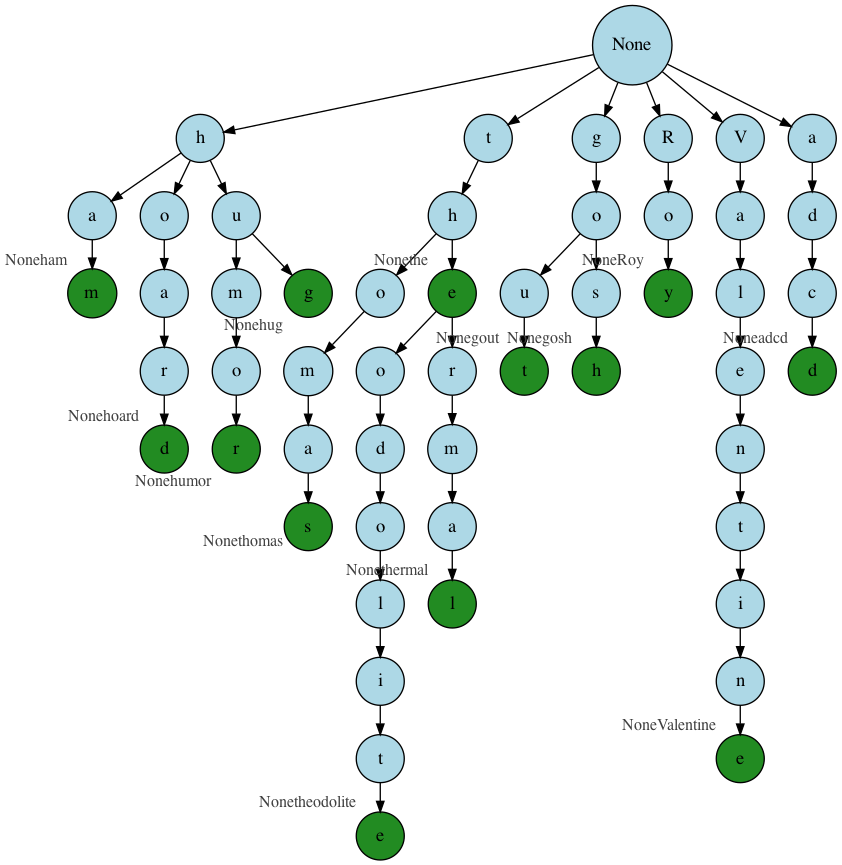 None
h t g R V a
a o u h o o a d
Noneham Nonethe NoneRoy
m a m g o e u s y l c
Nonehug Nonegout Nonegosh Noneadcd
r o m o r t h e d
Nonehoard
d r a d m n
Nonehumor
s o a t
Nonethomas
Nonethermal
l l i
i n
NoneValentine
t e
Nonetheodolite
e